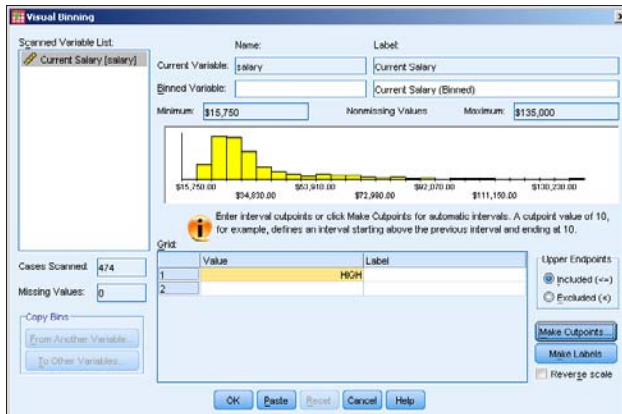 Visual Binning
Scanned Variable List:
Current Salary [salary]
Name:
Label:
Current Variable:
salary
Current Salary
Binned Variable:
Current Salary (Binned)
Minimum:
$15,750
Nonmissing Values
Maximum:
$135,000
$15,750.00
$34,830.00
$53,910.00
$72,990.00
$92,070.00
$111,150.00
$130,230.00
Enter interval cutpoints or click Make Cutpoints for automatic intervals. A cutpoint value of 10,
for example, defines an interval starting above the previous interval and ending at 10.
Grid:
Value
Label
1
HIGH
2
Cases Scanned:
474
Missing Values:
0
Copy Bins
From Another Variable...
To Other Variables...
Upper Endpoints
Included (<=)
Excluded (<)
Make Cutpoints...
Make Labels
Reverse scale
OK
Paste
Reset
Cancel
Help